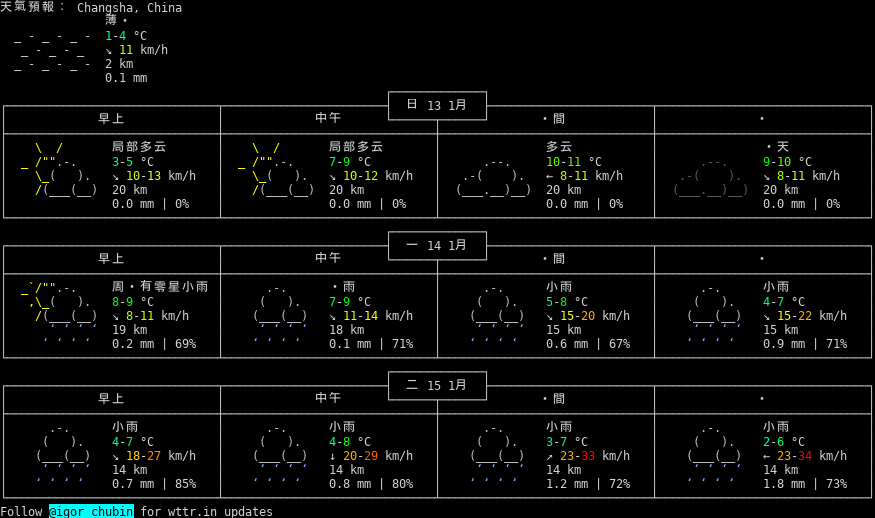 天氣預報： Changsha, China
薄・
1-4 °C
↘ 11 km/h
2 km
0.1 mm
日 13 1月
早上 中午 ・間 ・
局部多云 局部多云 多云 ・天
3-5 °C 7-9 °C 10-11 °C 9-10 °C
↘ 10-13 km/h ↘ 10-12 km/h ← 8-11 km/h ↘ 8-11 km/h
20 km 20 km 20 km 20 km
0.0 mm | 0% 0.0 mm | 0% 0.0 mm | 0% 0.0 mm | 0%
一 14 1月
早上 中午 ・間 ・
周・有零星小雨 ・雨 小雨 小雨
8-9 °C 7-9 °C 5-8 °C 4-7 °C
↘ 8-11 km/h ↘ 11-14 km/h ↘ 15-20 km/h ↘ 15-22 km/h
19 km 18 km 15 km 15 km
0.2 mm | 69% 0.1 mm | 71% 0.6 mm | 67% 0.9 mm | 71%
二 15 1月
早上 中午 ・間 ・
小雨 小雨 小雨 小雨
4-7 °C 4-8 °C 3-7 °C 2-6 °C
↘ 18-27 km/h ↓ 20-29 km/h ↗ 23-33 km/h ← 23-34 km/h
14 km 14 km 14 km 14 km
0.7 mm | 85% 0.8 mm | 80% 1.2 mm | 72% 1.8 mm | 73%
Follow @igor_chubin for wttr.in updates